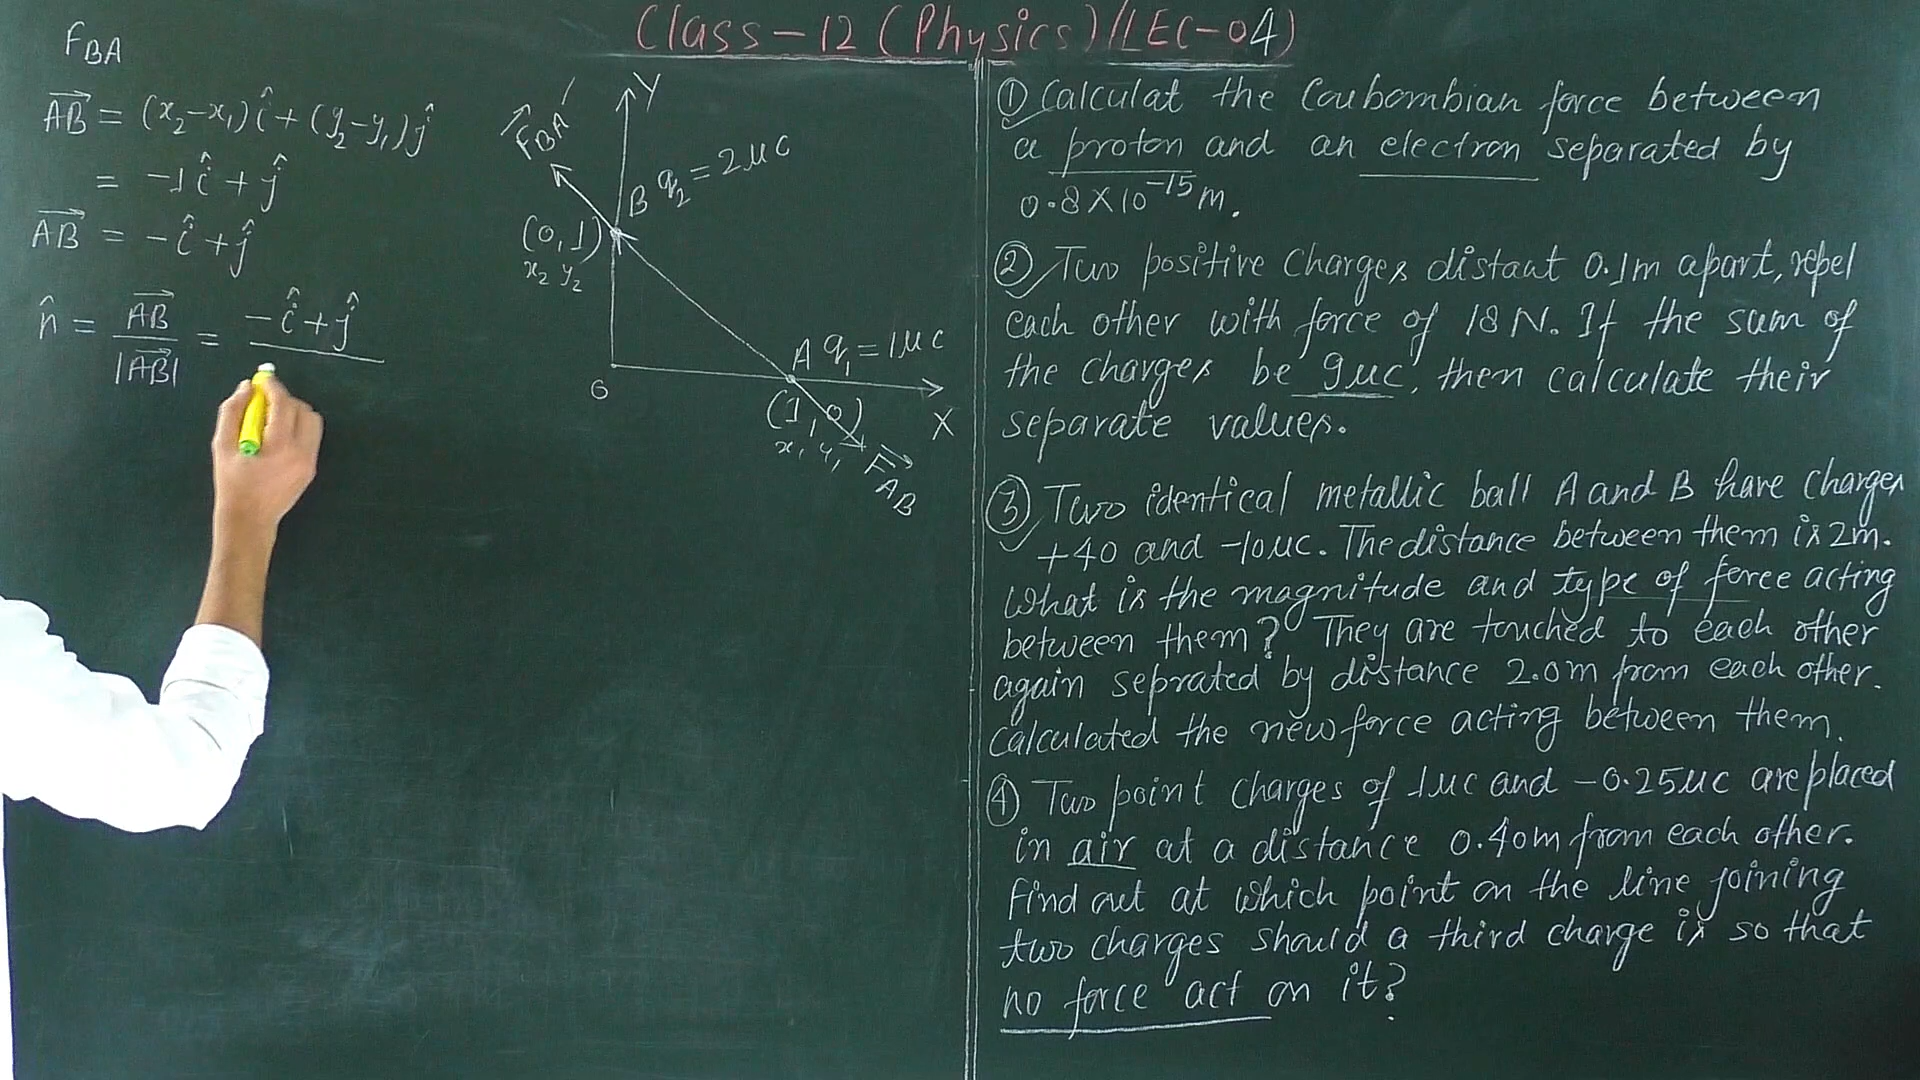 Class-12 (Physics)/LEC-04)
F_BA
AB = (x₂-x₁)î + (y₂-y₁)ĵ
= -1î + ĵ
AB = -î + ĵ
n̂ = AB / |AB| = -î + ĵ
Y
F_BA
B q₂ = 2μC
(0, 1)
x₂ y₂
A q₁ = 1μC
O
(1, 0)
x₁ y₁
X
F_AB
① Calculat the Coubombian force between
a proton and an electron separated by
0.8X10⁻¹⁵m.
② Two positive charges distant 0.1m apart, repel
each other with force of 18 N. If the sum of
the charges be 9μc, then calculate their
separate values.
③ Two identical metallic ball A and B have charges
+40 and -10μc. The distance between them is 2m.
What is the magnitude and type of force acting
between them? They are touched to each other
again seprated by distance 2.0m from each other.
Calculated the new force acting between them.
④ Two point charges of 1μc and -0.25μc are placed
in air at a distance 0.40m from each other.
Find out at which point on the line joining
two charges should a third charge is so that
no force act on it?